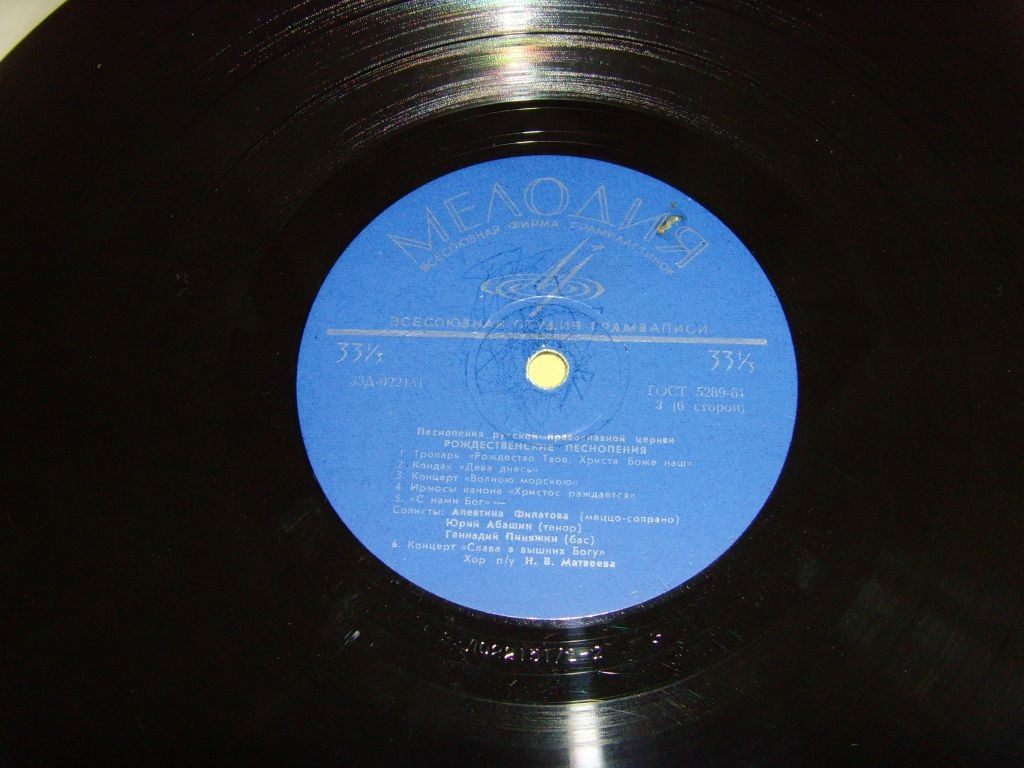 МЕЛОДИЯ
ВСЕСОЮЗНАЯ ФИРМА ГРАМПЛАСТИНОК
ВСЕСОЮЗНАЯ СТУДИЯ ГРАМЗАПИСИ
33⅓ 33⅓
33Д-022151 ГОСТ 5289-61
3 (6 сторон)
Песнопения русской православной церкви
РОЖДЕСТВЕНСКИЕ ПЕСНОПЕНИЯ
1. Тропарь «Рождество Твое, Христе Боже наш»
2. Кондак «Дева днесь»
3. Концерт «Волною морскою»
4. Ирмосы канона «Христос раждается»
5. «С нами Бог» —
Солисты: Алевтина Филатова (меццо-сопрано)
Юрий Абашин (тенор)
Геннадий Пиняжин (бас)
6. Концерт «Слава в вышних Богу»
Хор п/у Н. В. Матвеева